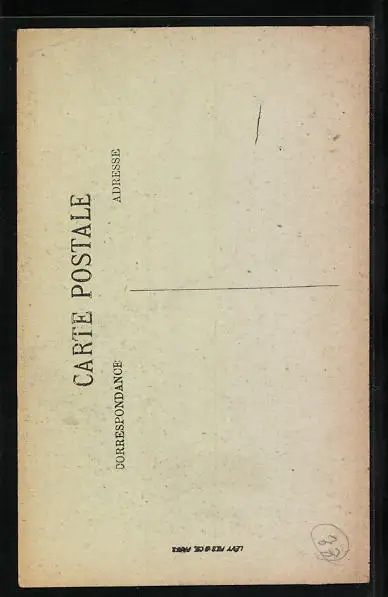 CARTE POSTALE
CORRESPONDANCE
ADRESSE
LÉVY FILS & CIE, PARIS